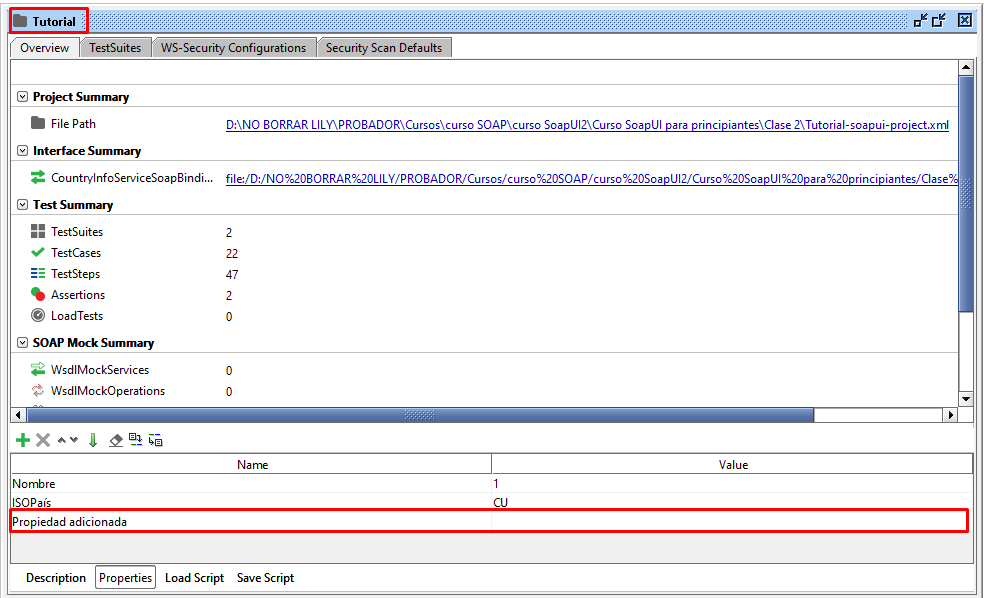 Tutorial
Overview TestSuites WS-Security Configurations Security Scan Defaults
Project Summary
File Path D:\NO BORRAR LILY\PROBADOR\Cursos\curso SOAP\curso SoapUI2\Curso SoapUI para principiantes\Clase 2\Tutorial-soapui-project.xml
Interface Summary
CountryInfoServiceSoapBindi... file:/D:/NO%20BORRAR%20LILY/PROBADOR/Cursos/curso%20SOAP/curso%20SoapUI2/Curso%20SoapUI%20para%20principiantes/Clase%
Test Summary
TestSuites 2
TestCases 22
TestSteps 47
Assertions 2
LoadTests 0
SOAP Mock Summary
WsdlMockServices 0
WsdlMockOperations 0
Name Value
Nombre 1
ISOPaís CU
Propiedad adicionada
Description Properties Load Script Save Script